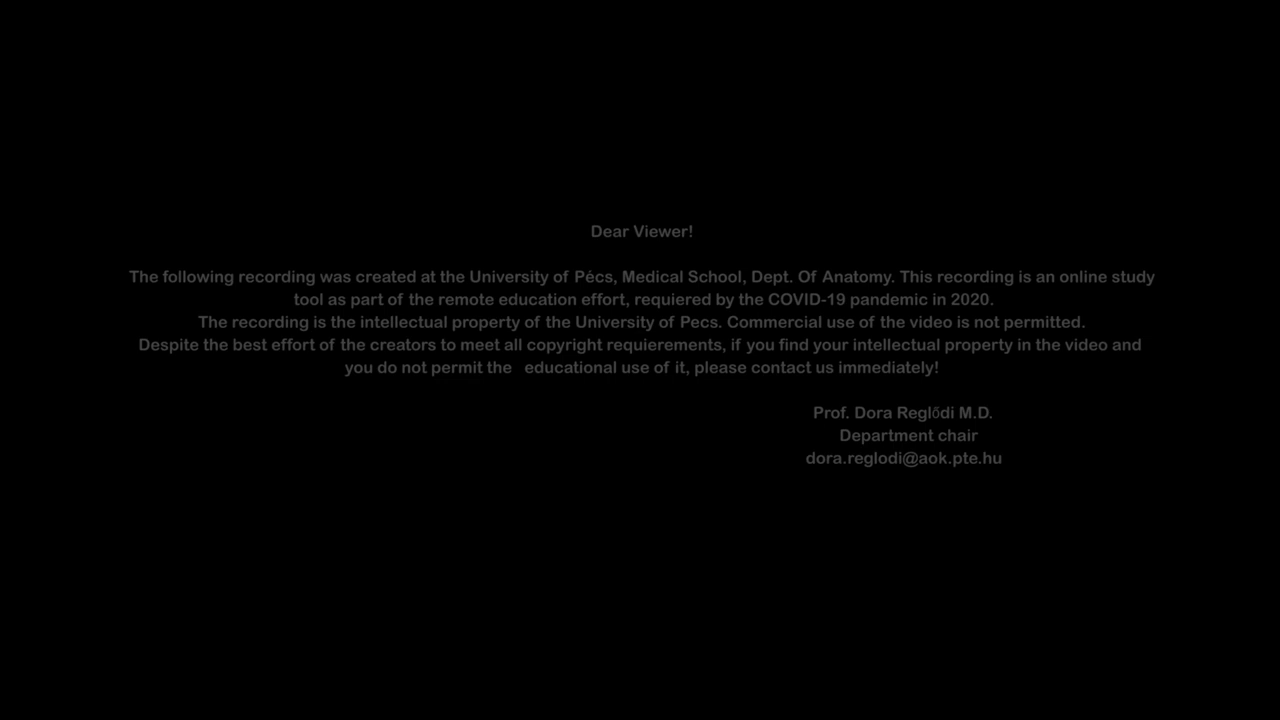 Dear Viewer!
The following recording was created at the University of Pécs, Medical School, Dept. Of Anatomy. This recording is an online study
tool as part of the remote education effort, requiered by the COVID-19 pandemic in 2020.
The recording is the intellectual property of the University of Pecs. Commercial use of the video is not permitted.
Despite the best effort of the creators to meet all copyright requierements, if you find your intellectual property in the video and
you do not permit the educational use of it, please contact us immediately!
Prof. Dora Reglődi M.D.
Department chair
dora.reglodi@aok.pte.hu